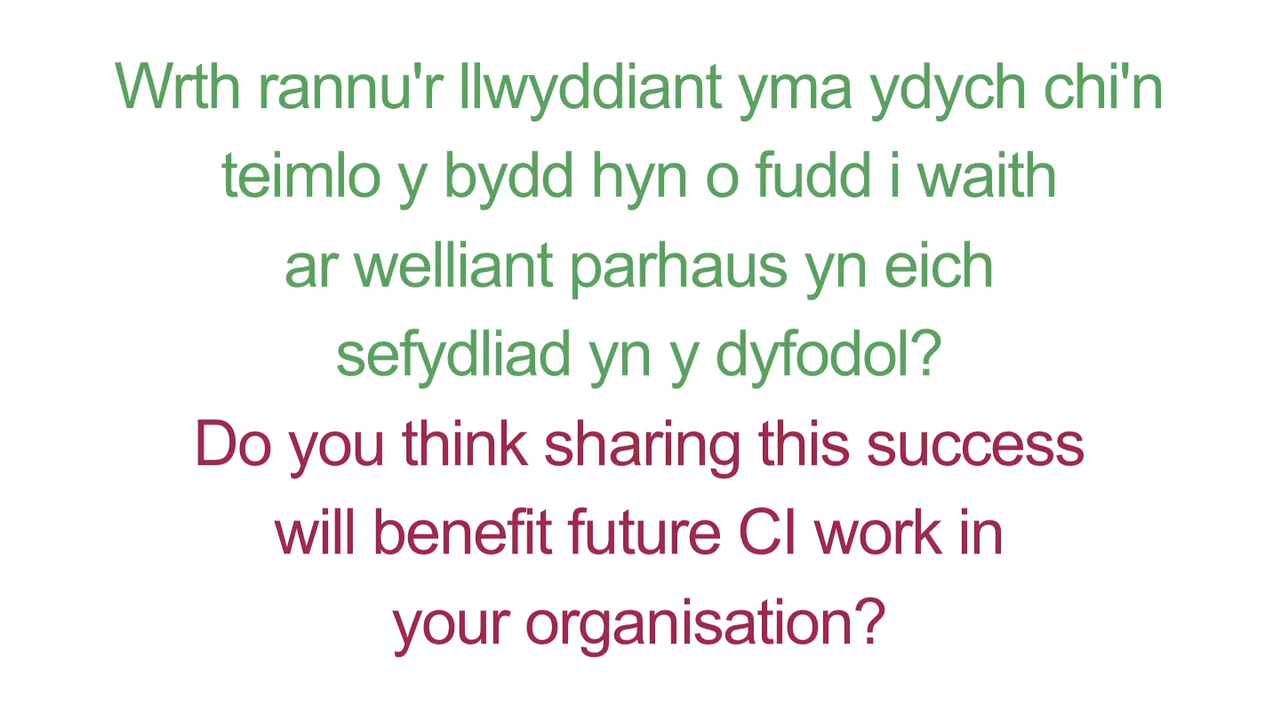 Wrth rannu'r llwyddiant yma ydych chi'n
teimlo y bydd hyn o fudd i waith
ar welliant parhaus yn eich
sefydliad yn y dyfodol?
Do you think sharing this success
will benefit future CI work in
your organisation?